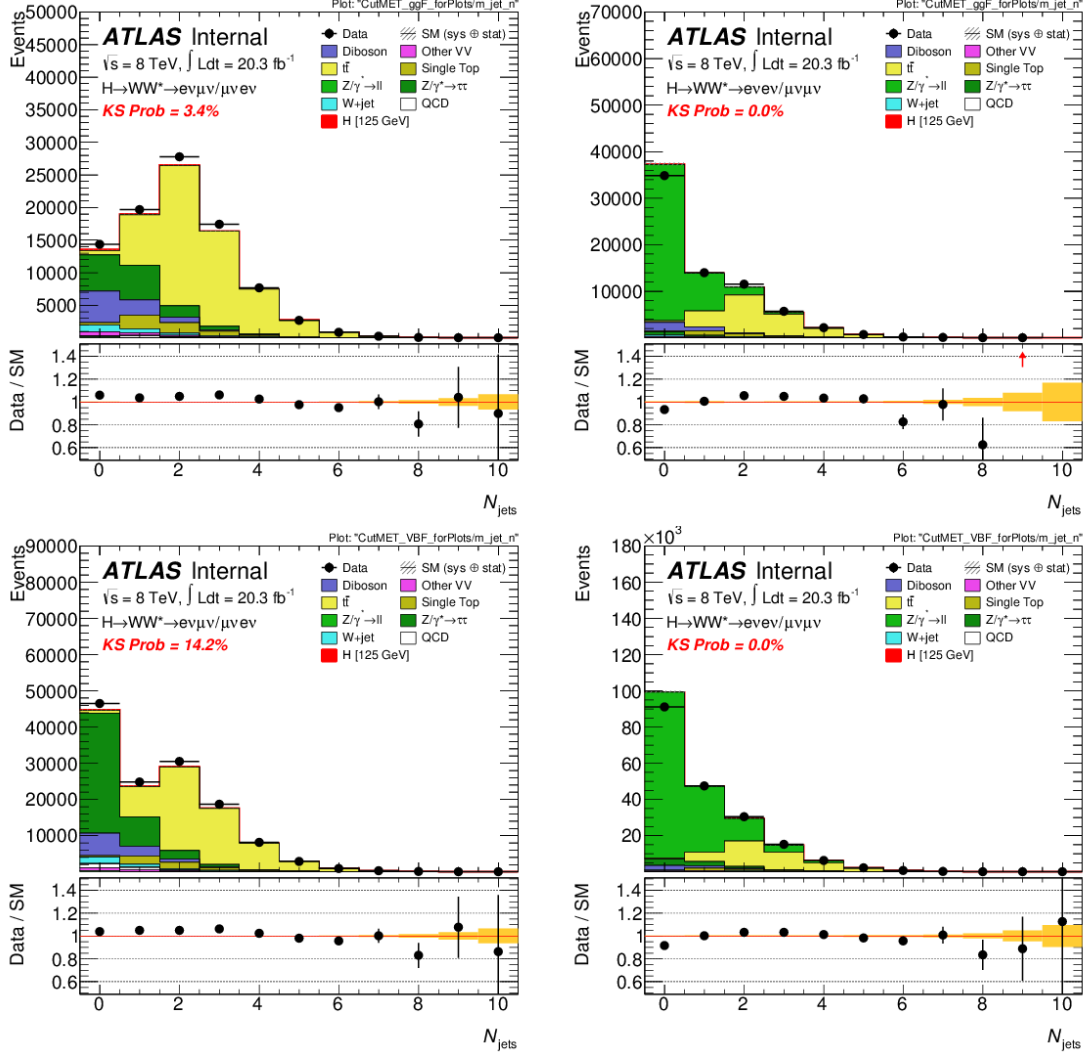 Plot: "CutMET_ggF_forPlots/m_jet_n"
Events
50000
45000
40000
35000
30000
25000
20000
15000
10000
5000
ATLAS Internal
√s = 8 TeV, ∫ Ldt = 20.3 fb⁻¹
H→WW*→eνμν/μνeν
KS Prob = 3.4%
Data
SM (sys ⊕ stat)
Diboson
Other VV
tt̄
Single Top
Z/γ*→ll
Z/γ*→ττ
W+jet
QCD
H [125 GeV]
Data / SM
1.4
1.2
1
0.8
0.6
0 2 4 6 8 10
N_jets
Plot: "CutMET_ggF_forPlots/m_jet_n"
Events
70000
60000
50000
40000
30000
20000
10000
ATLAS Internal
√s = 8 TeV, ∫ Ldt = 20.3 fb⁻¹
H→WW*→eνeν/μνμν
KS Prob = 0.0%
Data
SM (sys ⊕ stat)
Diboson
Other VV
tt̄
Single Top
Z/γ*→ll
Z/γ*→ττ
W+jet
QCD
H [125 GeV]
Data / SM
1.4
1.2
1
0.8
0.6
0 2 4 6 8 10
N_jets
Plot: "CutMET_VBF_forPlots/m_jet_n"
Events
90000
80000
70000
60000
50000
40000
30000
20000
10000
ATLAS Internal
√s = 8 TeV, ∫ Ldt = 20.3 fb⁻¹
H→WW*→eνμν/μνeν
KS Prob = 14.2%
Data
SM (sys ⊕ stat)
Diboson
Other VV
tt̄
Single Top
Z/γ*→ll
Z/γ*→ττ
W+jet
QCD
H [125 GeV]
Data / SM
1.4
1.2
1
0.8
0.6
0 2 4 6 8 10
N_jets
Plot: "CutMET_VBF_forPlots/m_jet_n"
×10³
Events
180
160
140
120
100
80
60
40
20
ATLAS Internal
√s = 8 TeV, ∫ Ldt = 20.3 fb⁻¹
H→WW*→eνeν/μνμν
KS Prob = 0.0%
Data
SM (sys ⊕ stat)
Diboson
Other VV
tt̄
Single Top
Z/γ*→ll
Z/γ*→ττ
W+jet
QCD
H [125 GeV]
Data / SM
1.4
1.2
1
0.8
0.6
0 2 4 6 8 10
N_jets